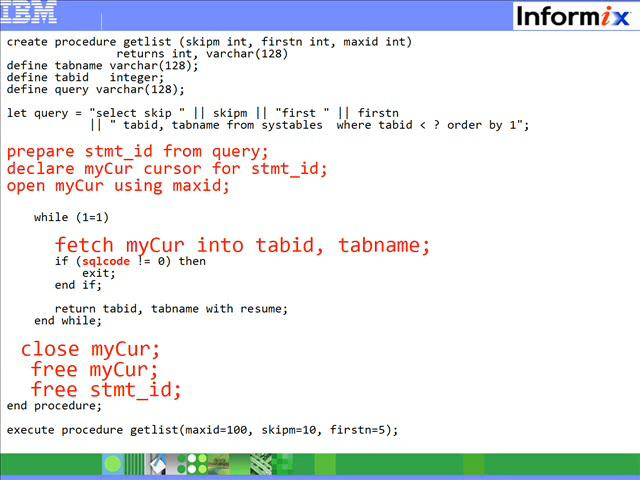 IBM
Informix
create procedure getlist (skipm int, firstn int, maxid int)
returns int, varchar(128)
define tabname varchar(128);
define tabid integer;
define query varchar(128);
let query = "select skip " || skipm || "first " || firstn
|| " tabid, tabname from systables where tabid < ? order by 1";
prepare stmt_id from query;
declare myCur cursor for stmt_id;
open myCur using maxid;
while (1=1)
fetch myCur into tabid, tabname;
if (sqlcode != 0) then
exit;
end if;
return tabid, tabname with resume;
end while;
close myCur;
free myCur;
free stmt_id;
end procedure;
execute procedure getlist(maxid=100, skipm=10, firstn=5);